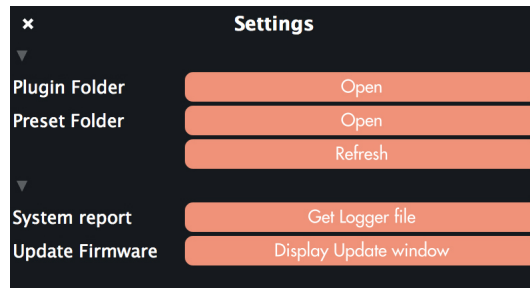 × Settings
Plugin Folder Open
Preset Folder Open
Refresh
System report Get Logger file
Update Firmware Display Update window